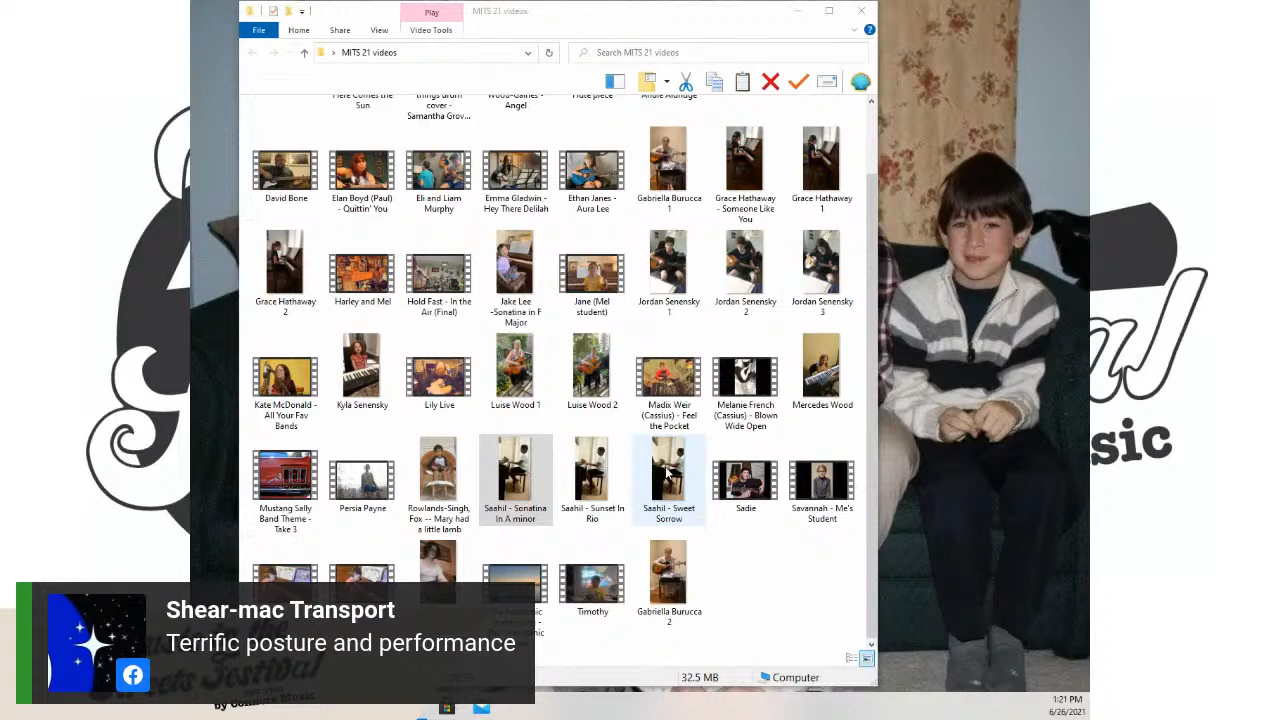 Play
MITS 21 videos
File
Home
Share
View
Video Tools
MITS 21 videos
Search MITS 21 videos
Here Comes the
Sun
things drum
cover -
Samantha Grov...
Wood-Gaines -
Angel
Flute piece
Andie Aldridge
David Bone
Elan Boyd (Paul)
- Quittin' You
Eli and Liam
Murphy
Emma Gladwin -
Hey There Delilah
Ethan Janes -
Aura Lee
Gabriella Burucca
1
Grace Hathaway
- Someone Like
You
Grace Hathaway
1
Grace Hathaway
2
Harley and Mel
Hold Fast - In the
Air (Final)
Jake Lee
-Sonatina in F
Major
Jane (Mel
student)
Jordan Senensky
1
Jordan Senensky
2
Jordan Senensky
3
Kate McDonald -
All Your Fav
Bands
Kyla Senensky
Lily Live
Luise Wood 1
Luise Wood 2
Madix Weir
(Cassius) - Feel
the Pocket
Melanie French
(Cassius) - Blown
Wide Open
Mercedes Wood
Mustang Sally
Band Theme -
Take 3
Persia Payne
Rowlands-Singh,
Fox -- Mary had
a little lamb
Saahil - Sonatina
In A minor
Saahil - Sunset In
Rio
Saahil - Sweet
Sorrow
Sadie
Savannah - Me's
Student
Timothy
Gabriella Burucca
2
Shear-mac Transport
Terrific posture and performance
32.5 MB
Computer
sic
by Connors Music
1:21 PM
6/26/2021